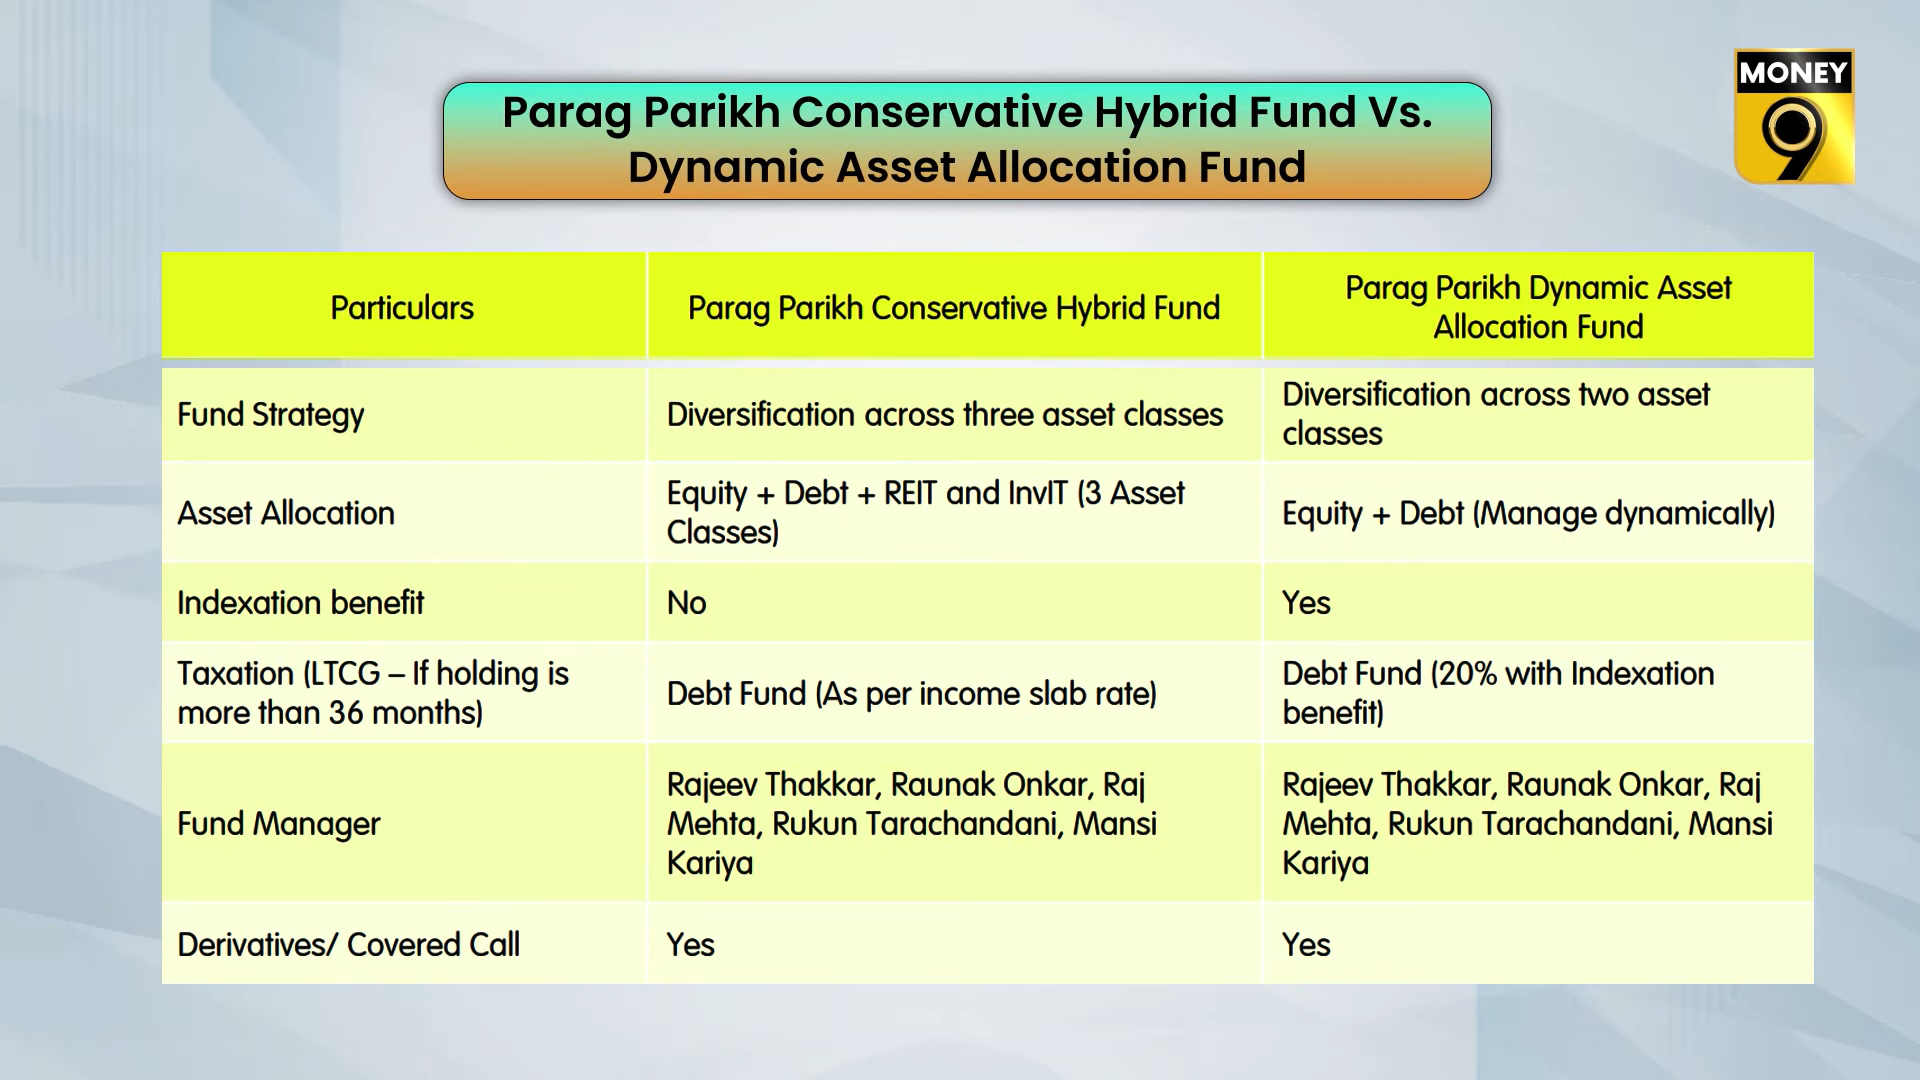 MONEY
9
Parag Parikh Conservative Hybrid Fund Vs.
Dynamic Asset Allocation Fund
Particulars
Parag Parikh Conservative Hybrid Fund
Parag Parikh Dynamic Asset
Allocation Fund
Fund Strategy
Diversification across three asset classes
Diversification across two asset
classes
Asset Allocation
Equity + Debt + REIT and InvIT (3 Asset
Classes)
Equity + Debt (Manage dynamically)
Indexation benefit
No
Yes
Taxation (LTCG – If holding is
more than 36 months)
Debt Fund (As per income slab rate)
Debt Fund (20% with Indexation
benefit)
Fund Manager
Rajeev Thakkar, Raunak Onkar, Raj
Mehta, Rukun Tarachandani, Mansi
Kariya
Rajeev Thakkar, Raunak Onkar, Raj
Mehta, Rukun Tarachandani, Mansi
Kariya
Derivatives/ Covered Call
Yes
Yes